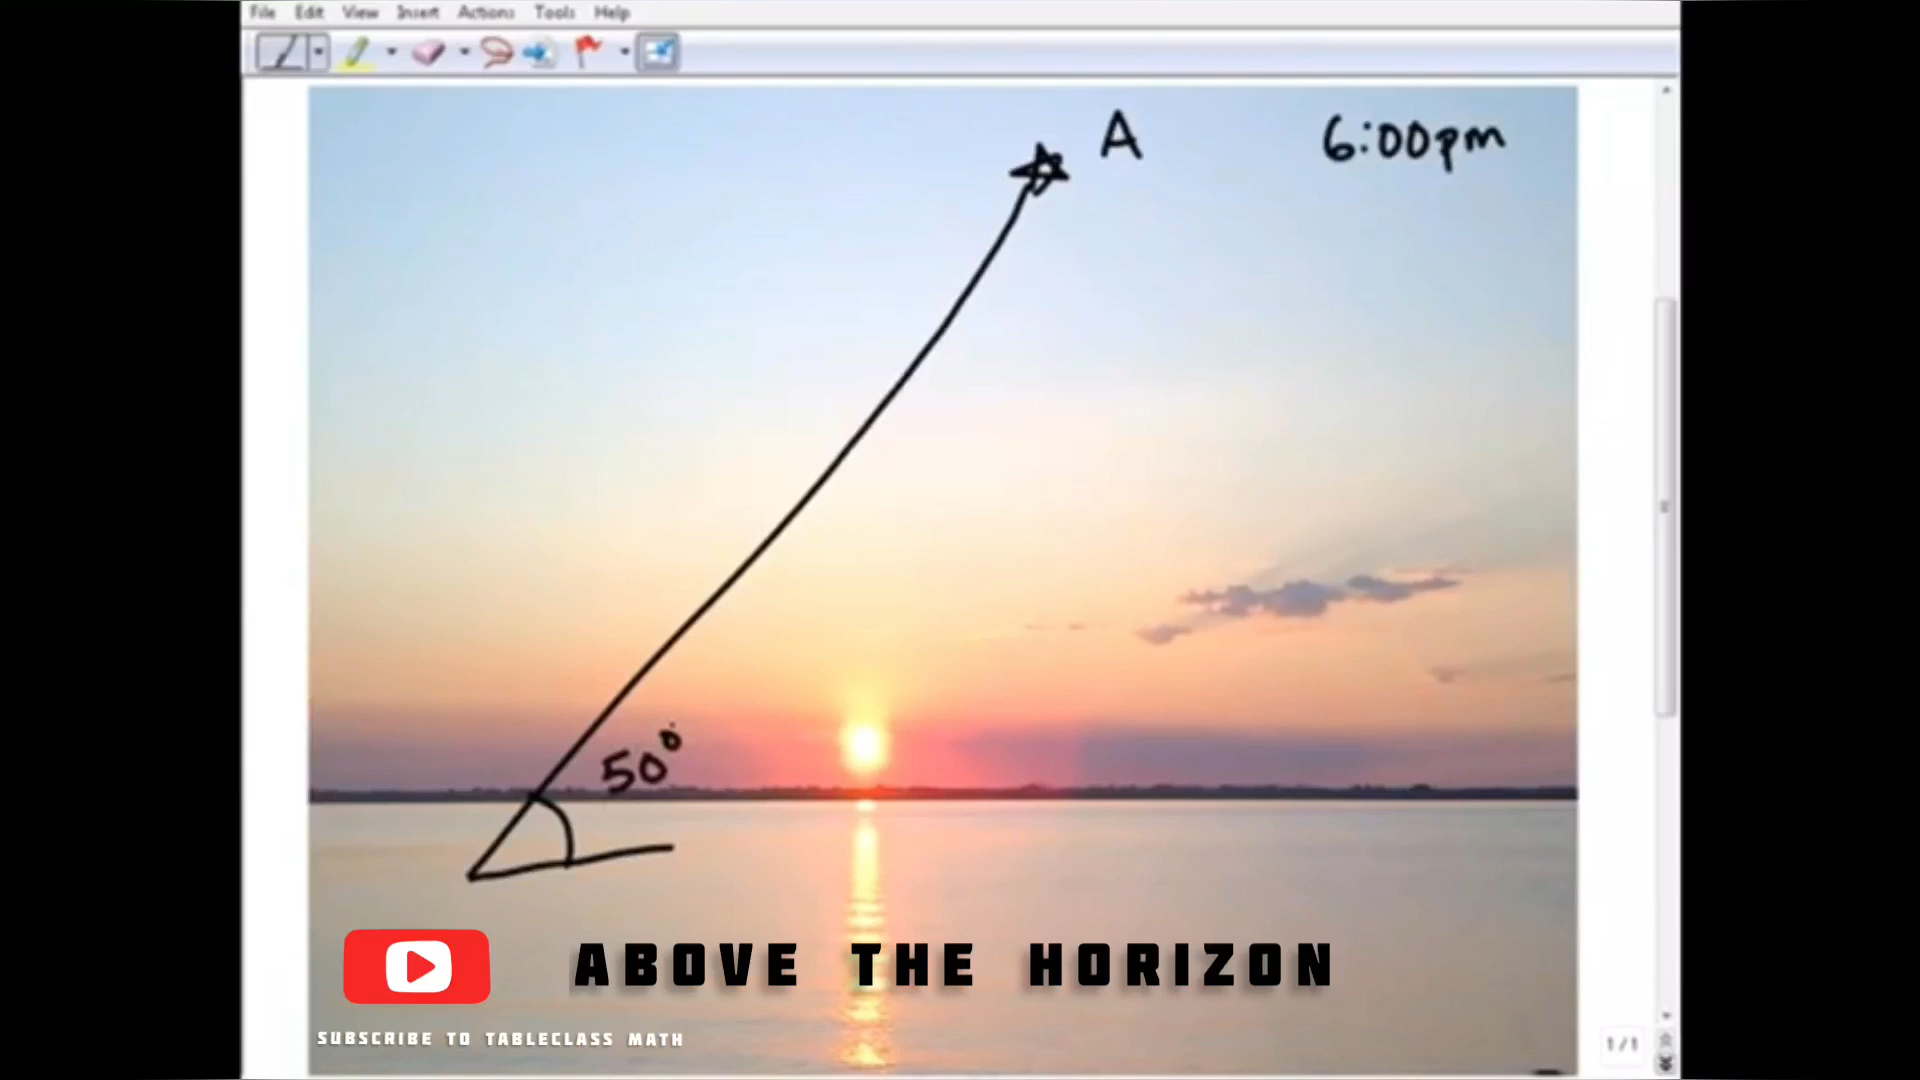 File Edit View Insert Actions Tools Help
A
6:00pm
50°
ABOVE THE HORIZON
SUBSCRIBE TO TABLECLASS MATH
1/1